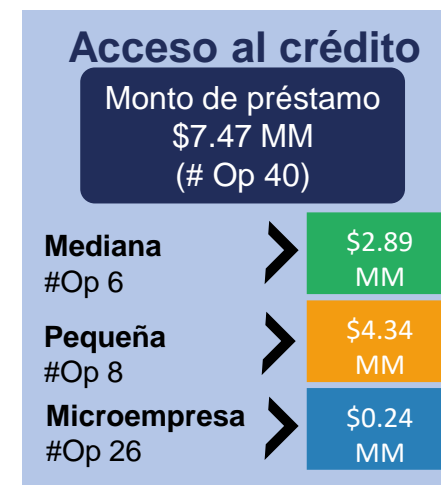 Acceso al crédito
Monto de préstamo
$7.47 MM
(# Op 40)
Mediana
#Op 6
$2.89
MM
Pequeña
#Op 8
$4.34
MM
Microempresa
#Op 26
$0.24
MM